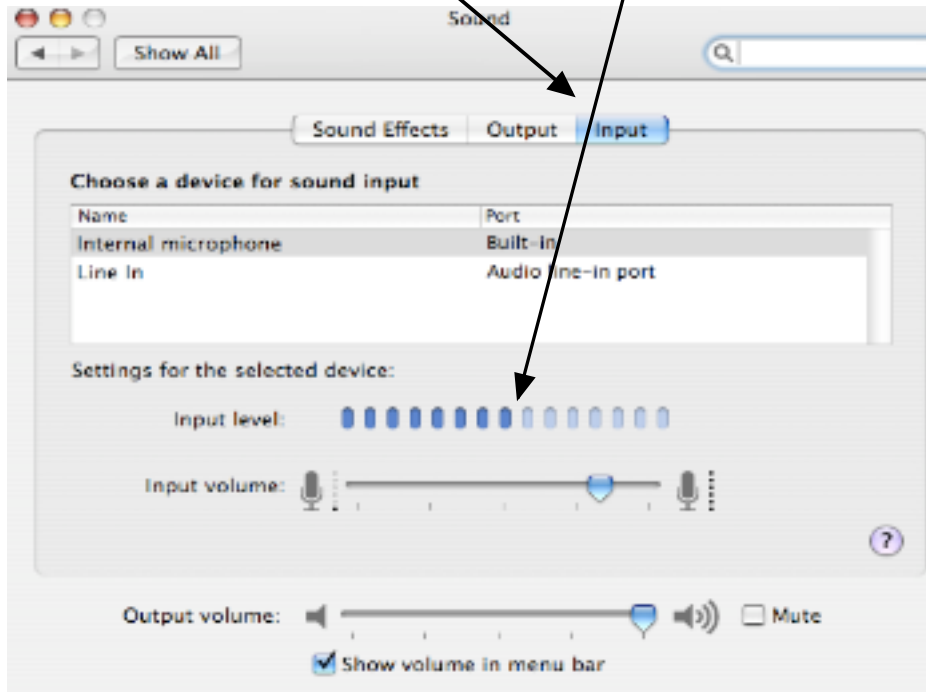 Sound
Show All
Sound Effects Output Input
Choose a device for sound input
Name Port
Internal microphone Built-in
Line In Audio line-in port
Settings for the selected device:
Input level:
Input volume:
?
Output volume: Mute
Show volume in menu bar